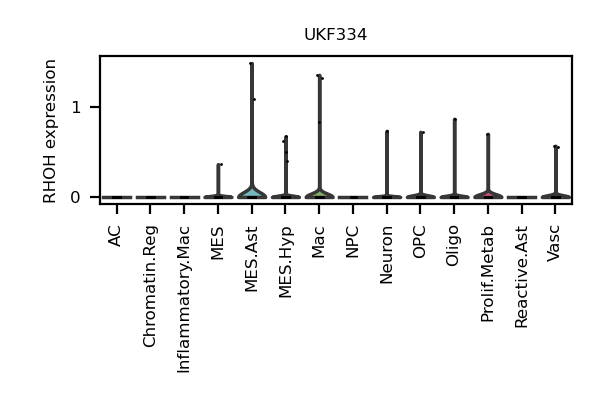 UKF334
RHOH expression
1
0
AC
Chromatin.Reg
Inflammatory.Mac
MES
MES.Ast
MES.Hyp
Mac
NPC
Neuron
OPC
Oligo
Prolif.Metab
Reactive.Ast
Vasc